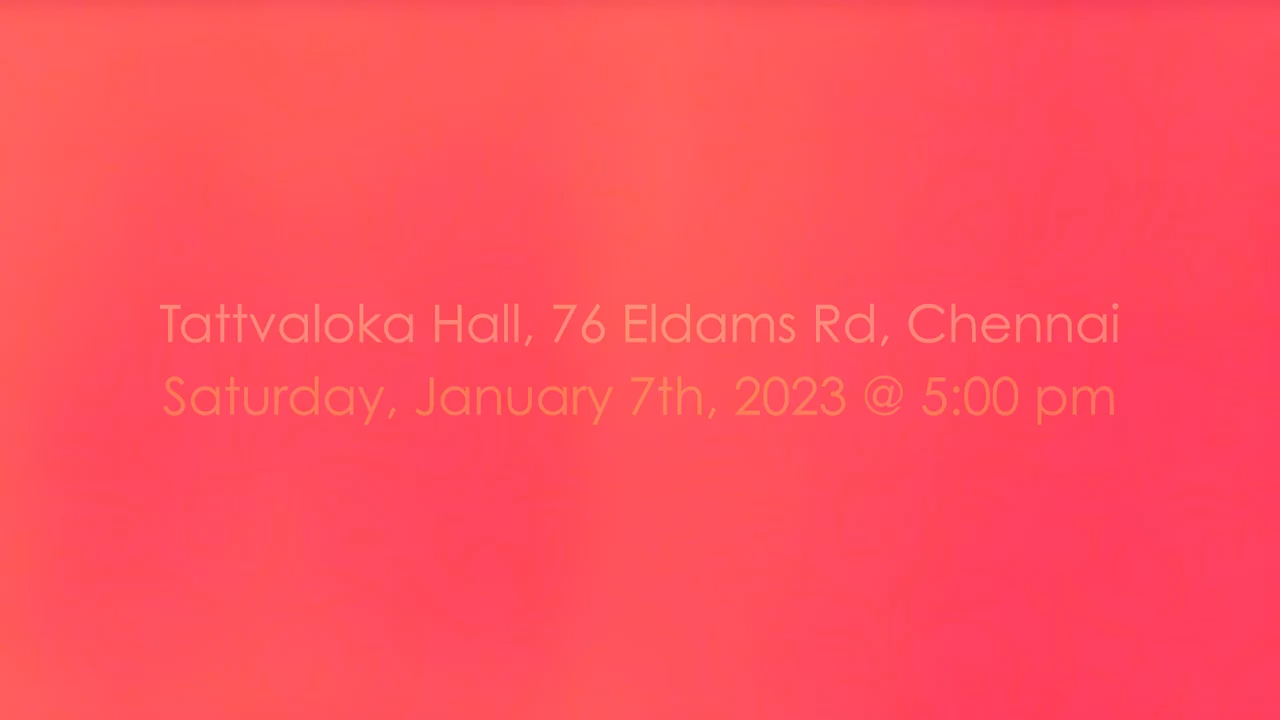 Tattvaloka Hall, 76 Eldams Rd, Chennai
Saturday, January 7th, 2023 @ 5:00 pm